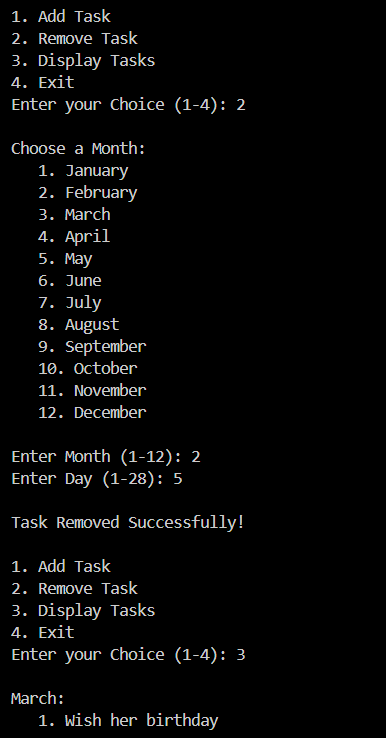 1. Add Task
2. Remove Task
3. Display Tasks
4. Exit
Enter your Choice (1-4): 2

Choose a Month:
   1. January
   2. February
   3. March
   4. April
   5. May
   6. June
   7. July
   8. August
   9. September
   10. October
   11. November
   12. December

Enter Month (1-12): 2
Enter Day (1-28): 5

Task Removed Successfully!

1. Add Task
2. Remove Task
3. Display Tasks
4. Exit
Enter your Choice (1-4): 3

March:
   1. Wish her birthday